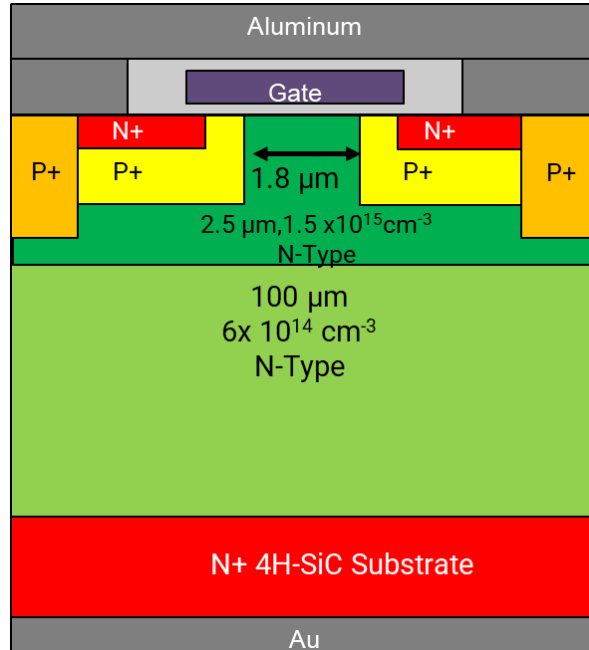 Aluminum
Gate
N+
N+
P+
P+
P+
P+
1.8 µm
2.5 µm,1.5 x10¹⁵cm⁻³
N-Type
100 µm
6x 10¹⁴ cm⁻³
N-Type
N+ 4H-SiC Substrate
Au